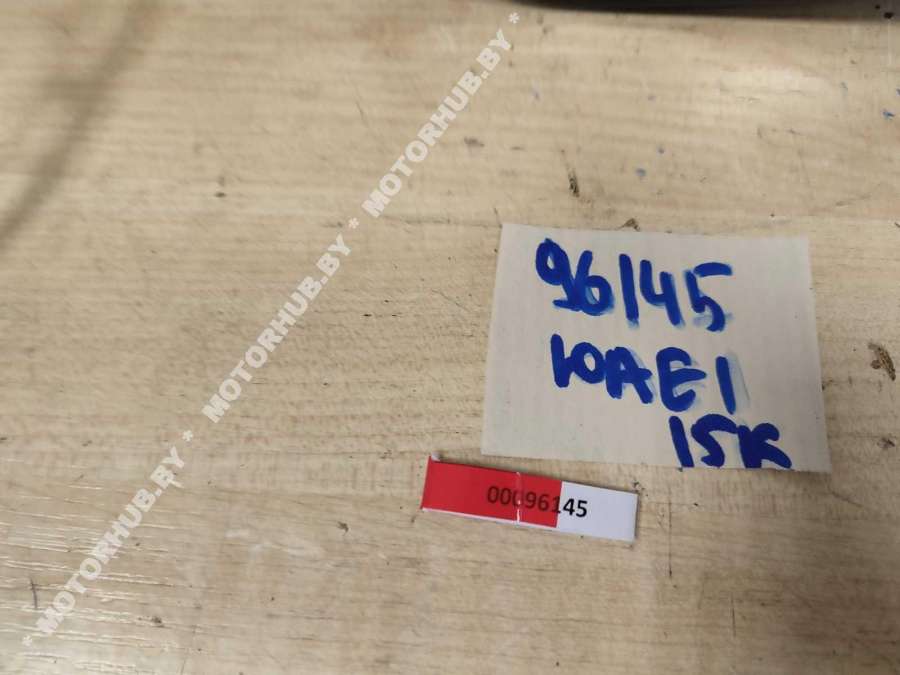 96145
10AE1
15K
00096145
* MOTORHUB.BY * MOTORHUB.BY * MOTORHUB.BY *